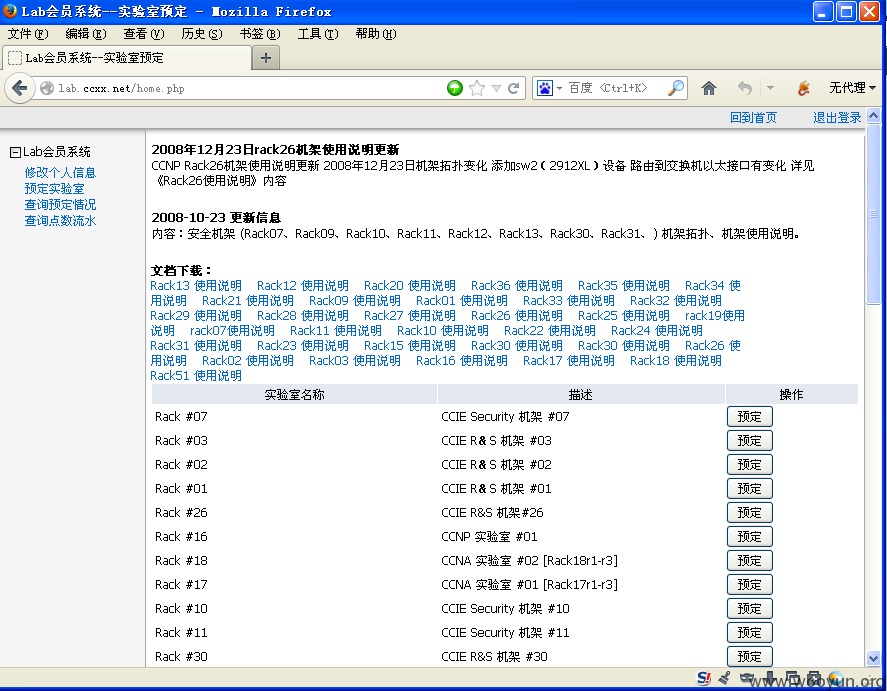 Lab会员系统--实验室预定 - Mozilla Firefox
文件(F) 编辑(E) 查看(V) 历史(S) 书签(B) 工具(T) 帮助(H)
Lab会员系统--实验室预定
lab.ccxx.net/home.php
百度 <Ctrl+K>
无代理
回到首页 退出登录
Lab会员系统
修改个人信息
预定实验室
查询预定情况
查询点数流水
2008年12月23日rack26机架使用说明更新
CCNP Rack26机架使用说明更新 2008年12月23日机架拓扑变化 添加sw2（2912XL）设备 路由到交换机以太接口有变化 详见
《Rack26使用说明》内容
2008-10-23 更新信息
内容：安全机架 (Rack07、Rack09、Rack10、Rack11、Rack12、Rack13、Rack30、Rack31、) 机架拓扑、机架使用说明。
文档下载：
Rack13 使用说明 Rack12 使用说明 Rack20 使用说明 Rack36 使用说明 Rack35 使用说明 Rack34 使
用说明 Rack21 使用说明 Rack09 使用说明 Rack01 使用说明 Rack33 使用说明 Rack32 使用说明
Rack29 使用说明 Rack28 使用说明 Rack27 使用说明 Rack26 使用说明 Rack25 使用说明 rack19使用
说明 rack07使用说明 Rack11 使用说明 Rack10 使用说明 Rack22 使用说明 Rack24 使用说明
Rack31 使用说明 Rack23 使用说明 Rack15 使用说明 Rack30 使用说明 Rack30 使用说明 Rack26 使
用说明 Rack02 使用说明 Rack03 使用说明 Rack16 使用说明 Rack17 使用说明 Rack18 使用说明
Rack51 使用说明
实验室名称 描述 操作
Rack #07 CCIE Security 机架 #07 预定
Rack #03 CCIE R&S 机架 #03 预定
Rack #02 CCIE R&S 机架 #02 预定
Rack #01 CCIE R&S 机架 #01 预定
Rack #26 CCIE R&S 机架#26 预定
Rack #16 CCNP 实验室 #01 预定
Rack #18 CCNA 实验室 #02 [Rack18r1-r3] 预定
Rack #17 CCNA 实验室 #01 [Rack17r1-r3] 预定
Rack #10 CCIE Security 机架 #10 预定
Rack #11 CCIE Security 机架 #11 预定
Rack #30 CCIE R&S 机架 #30 预定
www.wooyun.org